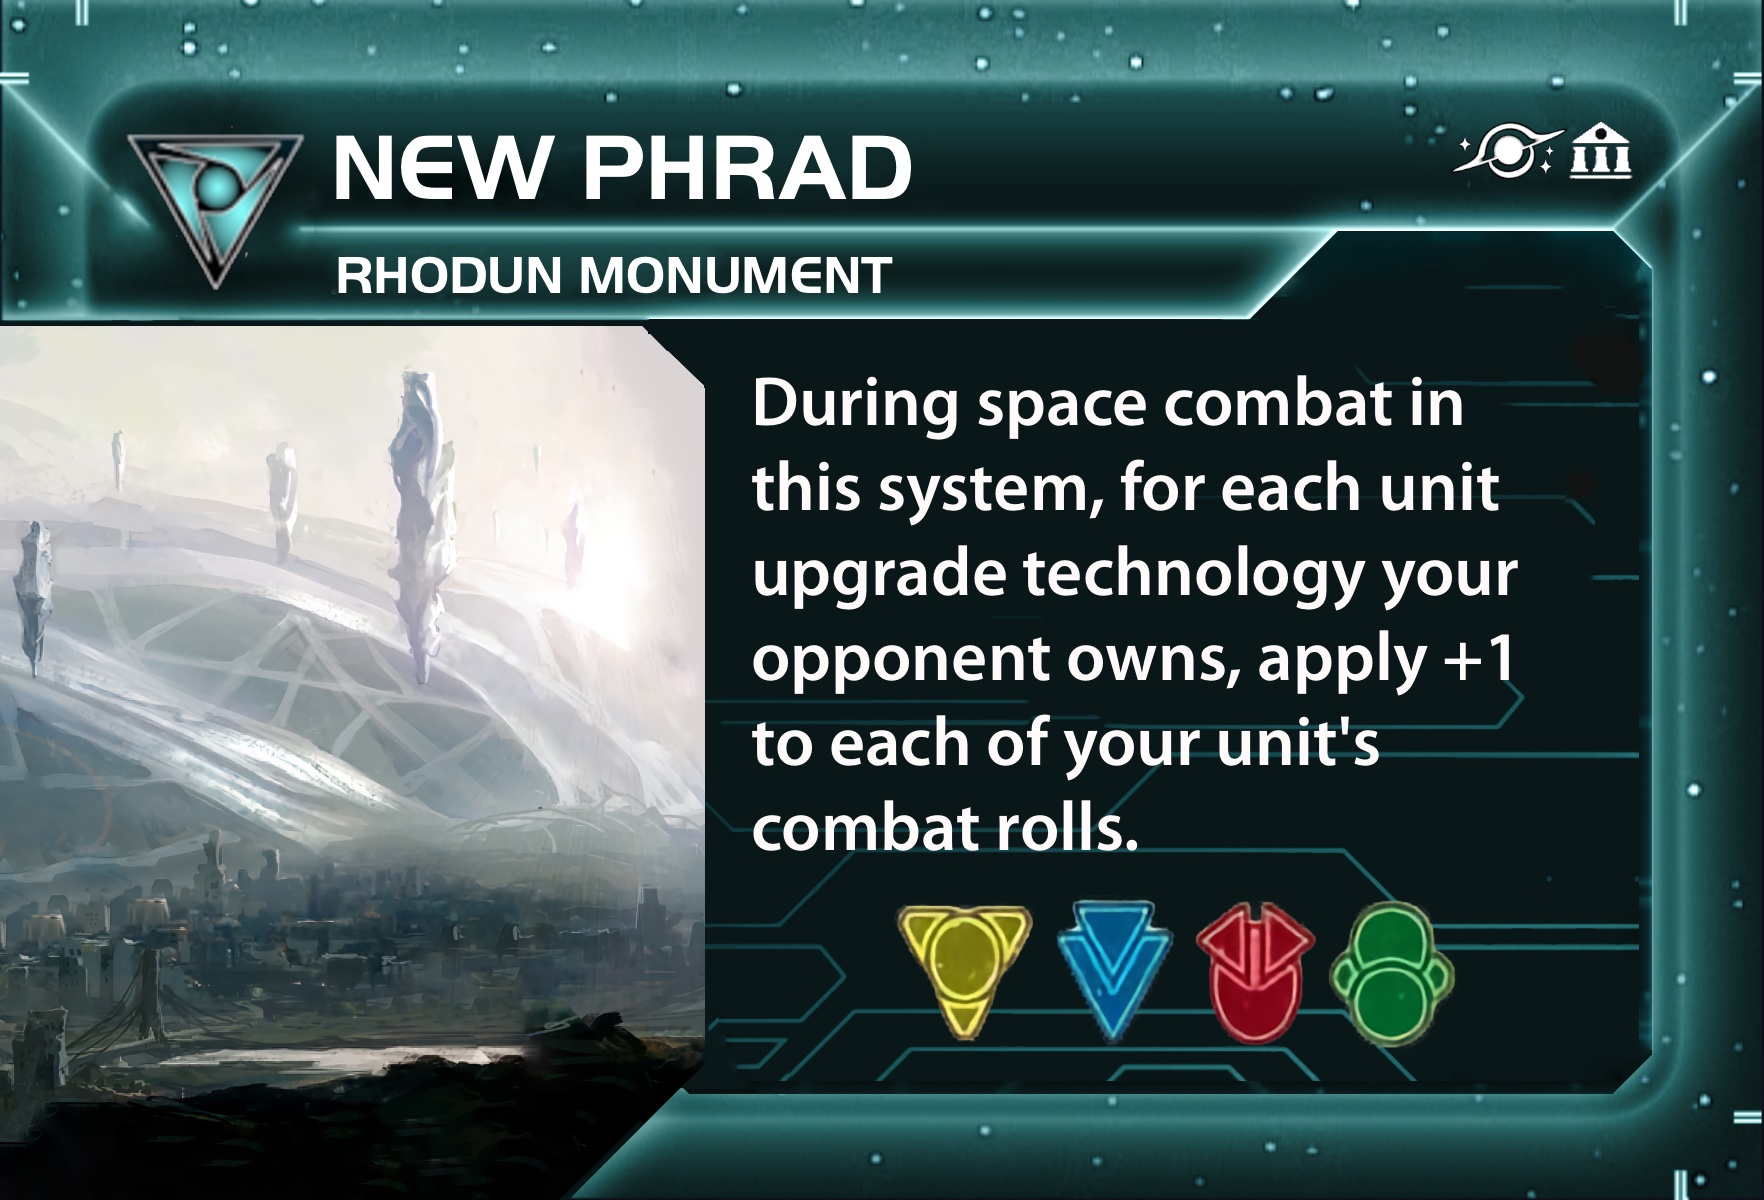 NEW PHRAD
RHODUN MONUMENT
During space combat in
this system, for each unit
upgrade technology your
opponent owns, apply +1
to each of your unit's
combat rolls.